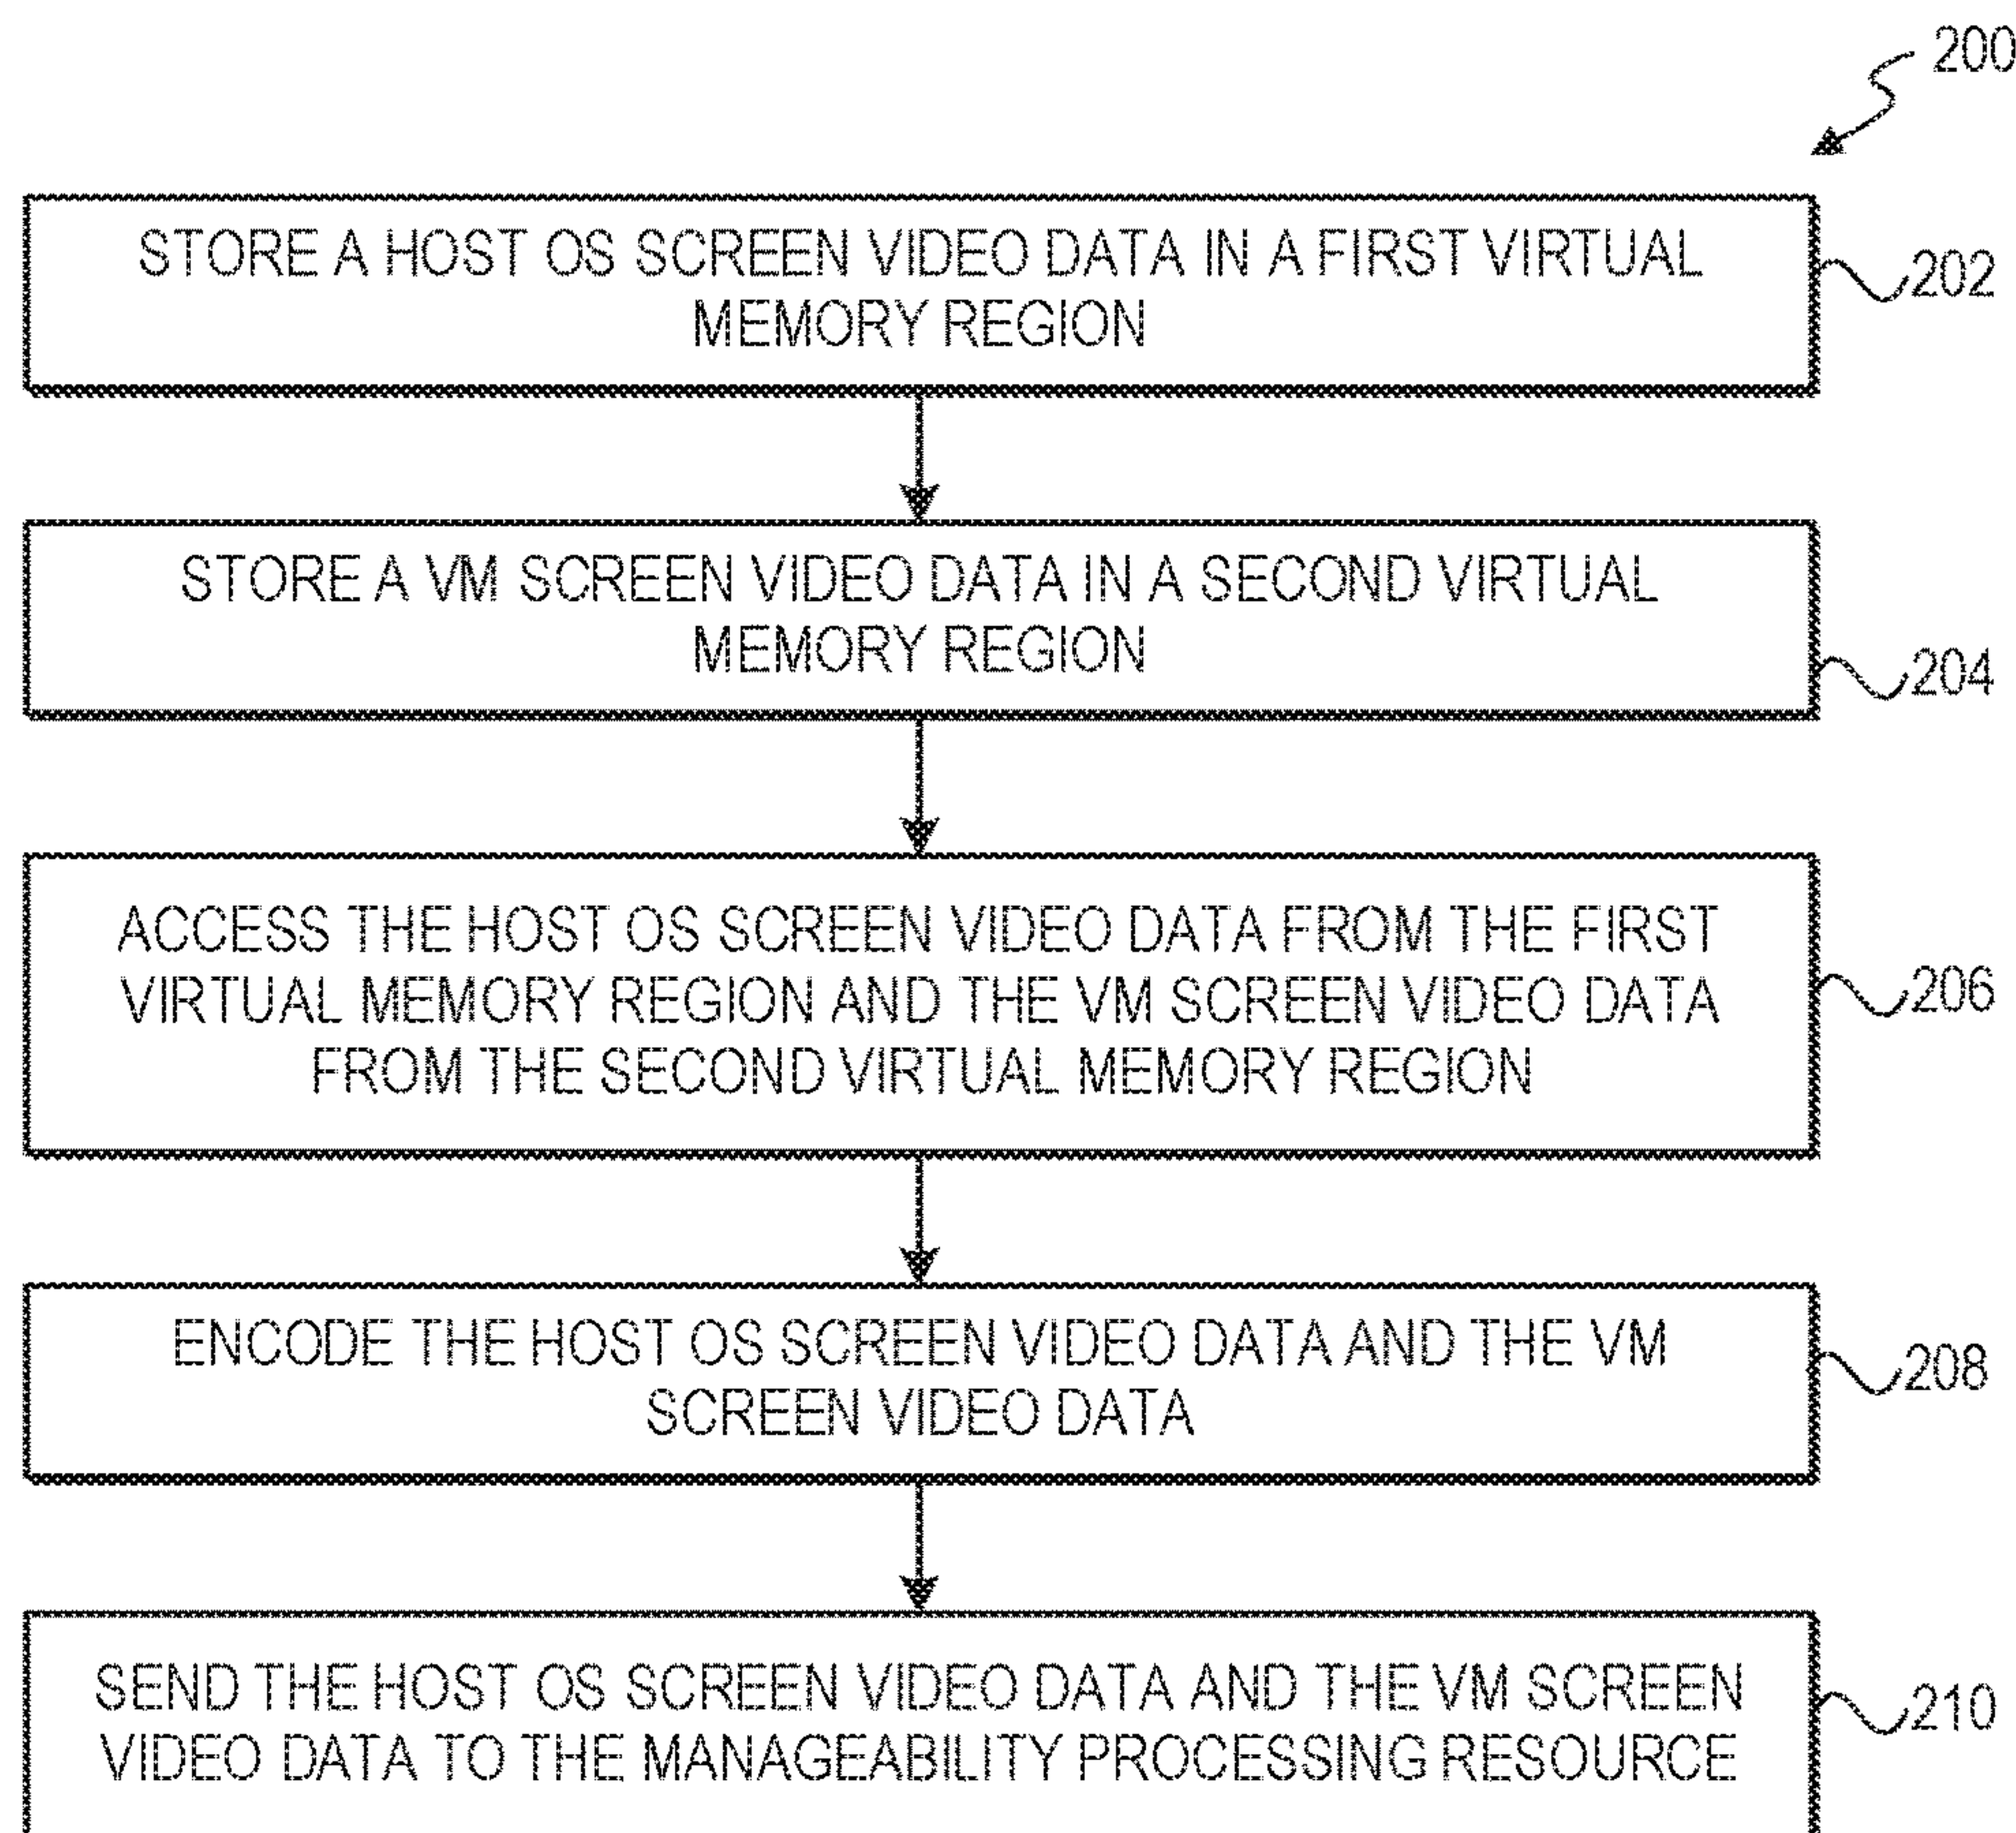 200
STORE A HOST OS SCREEN VIDEO DATA IN A FIRST VIRTUAL
MEMORY REGION
202
STORE A VM SCREEN VIDEO DATA IN A SECOND VIRTUAL
MEMORY REGION
204
ACCESS THE HOST OS SCREEN VIDEO DATA FROM THE FIRST
VIRTUAL MEMORY REGION AND THE VM SCREEN VIDEO DATA
FROM THE SECOND VIRTUAL MEMORY REGION
206
ENCODE THE HOST OS SCREEN VIDEO DATA AND THE VM
SCREEN VIDEO DATA
208
SEND THE HOST OS SCREEN VIDEO DATA AND THE VM SCREEN
VIDEO DATA TO THE MANAGEABILITY PROCESSING RESOURCE
210